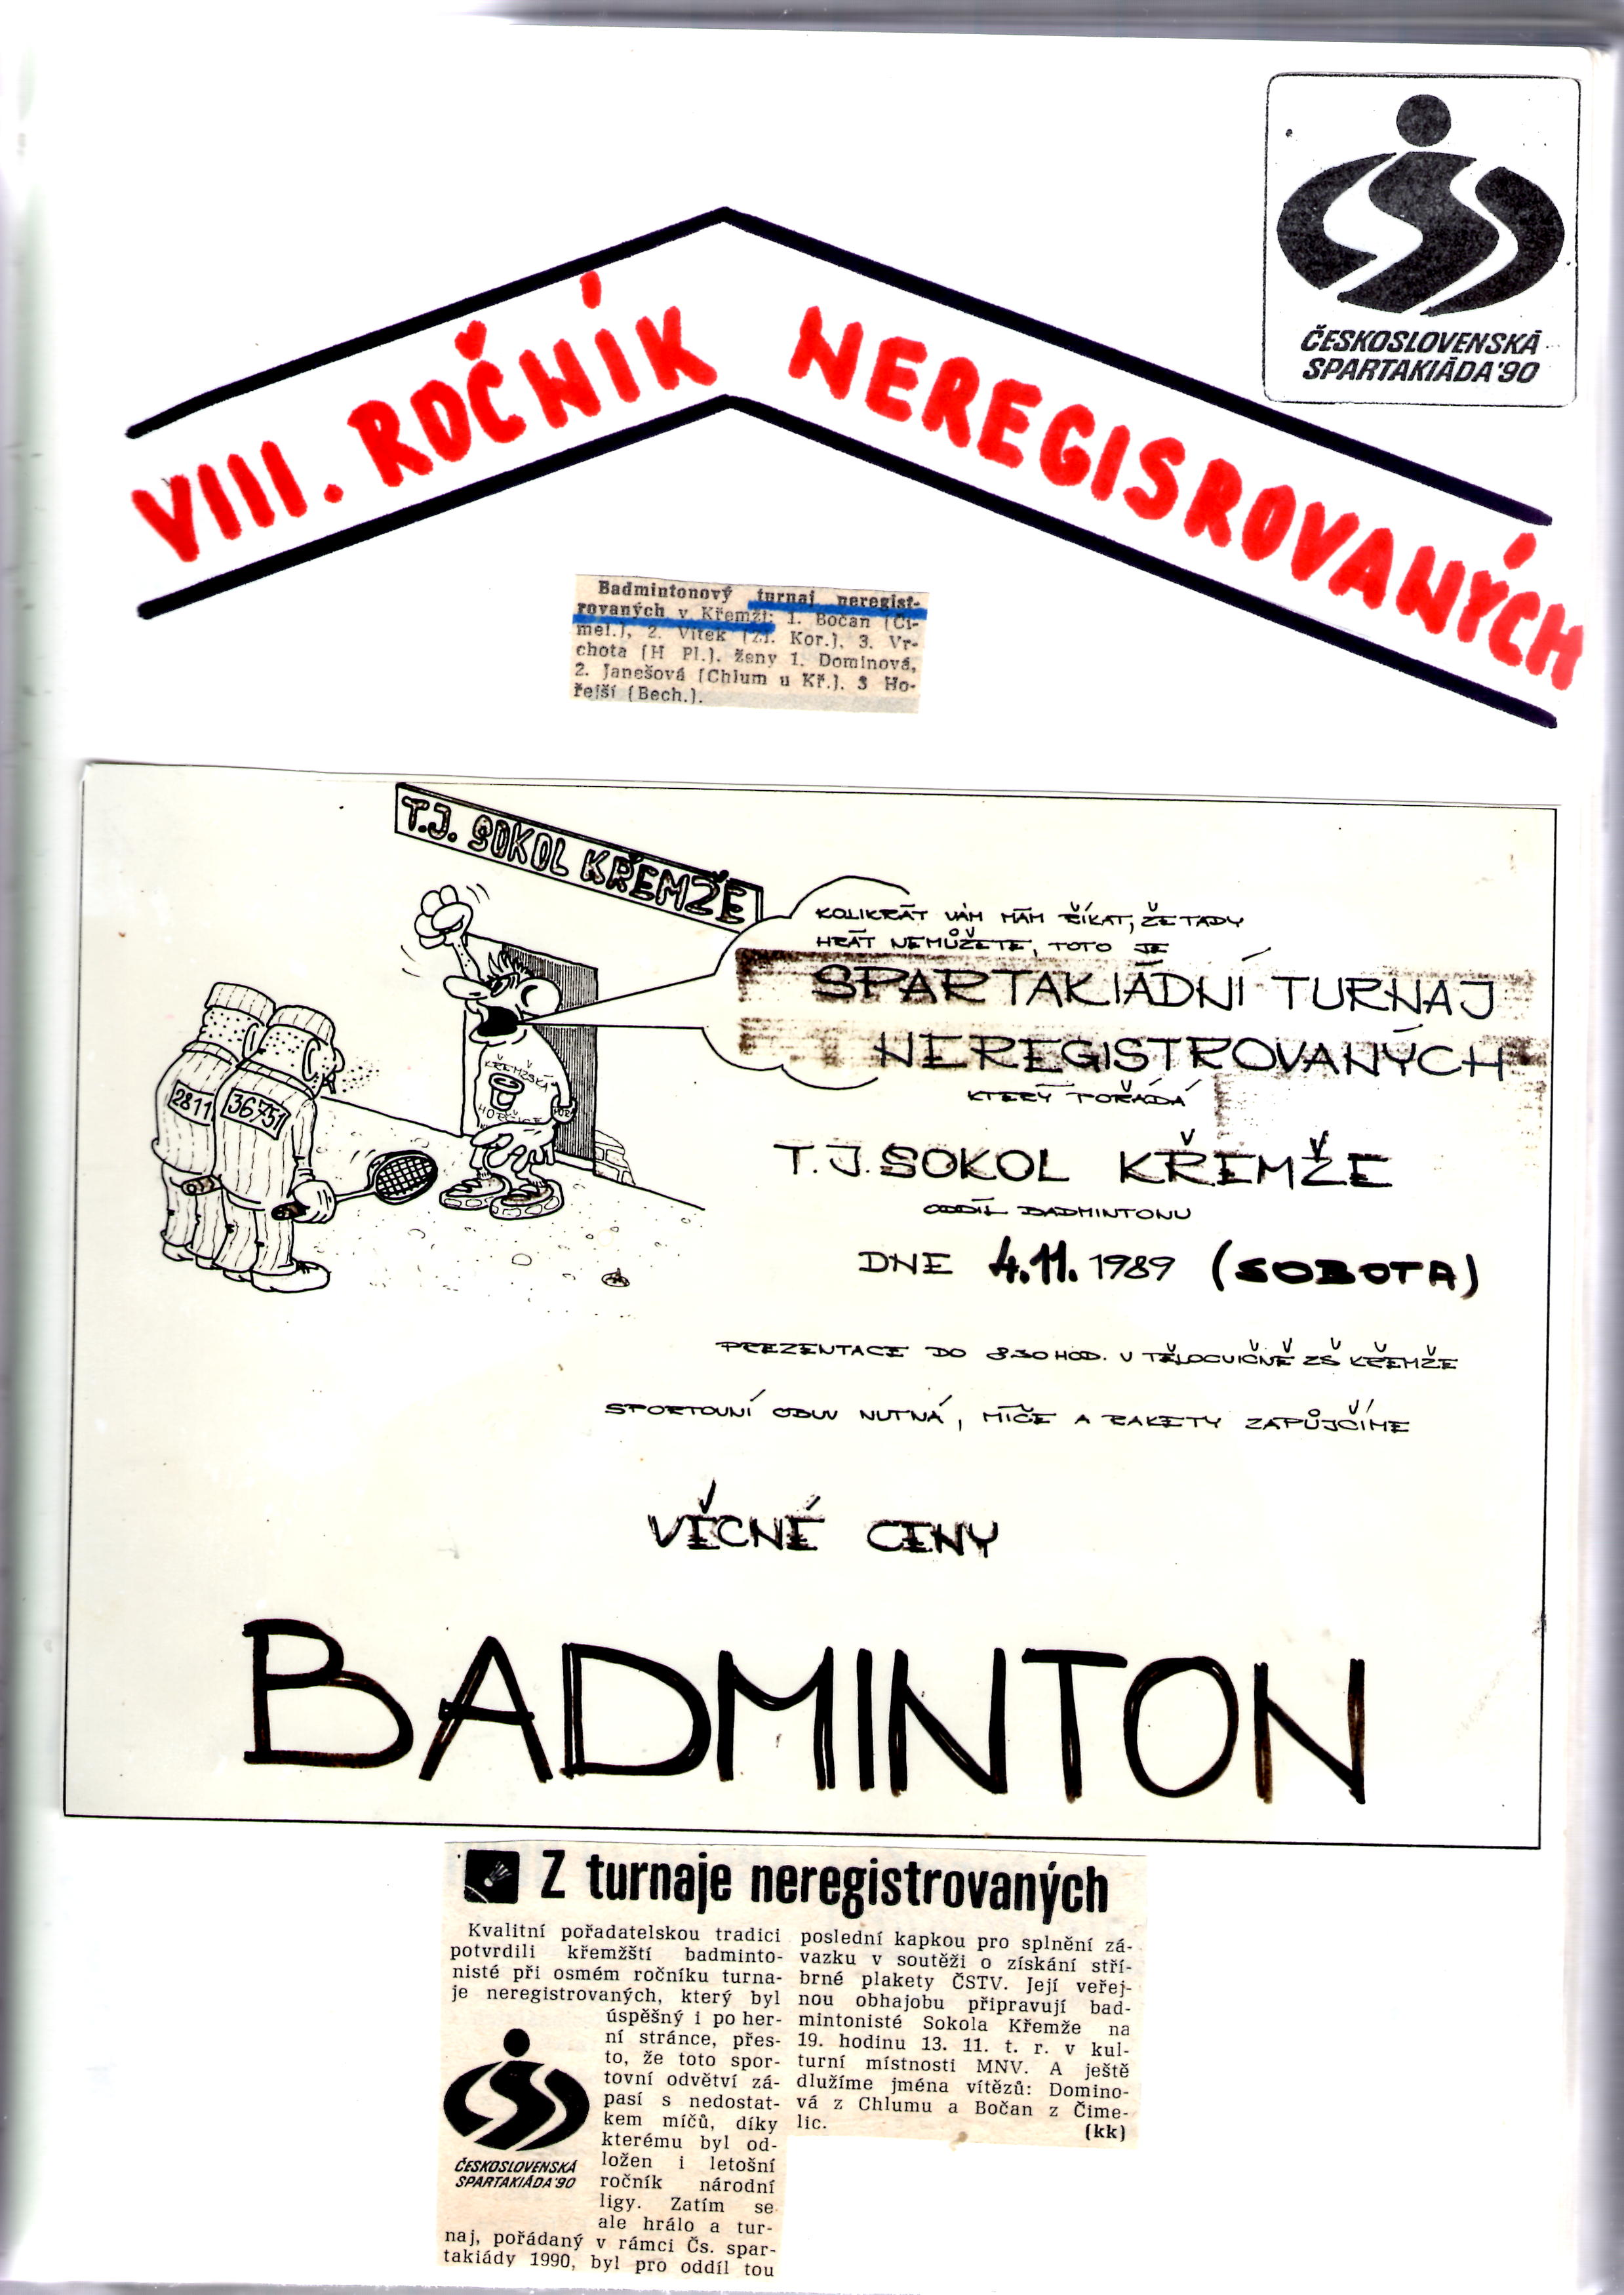 ČESKOSLOVENSKÁ
SPARTAKIÁDA'90
VIII. ROČNÍK NEREGISROVANÝCH
Badmintonový turnaj neregist-
rovaných v Křemži: 1. Bočan (Či-
mel.), 2. Vítek (Zl. Kor.), 3. Vr-
chota (H Pl.), ženy 1. Dominová,
2. Janešová (Chlum u Kř.). 3 Ho-
řejší (Bech.).
T.J. SOKOL KŘEMŽE
KOLIKRÁT VÁM MÁM ŘÍKAT, ŽE TADY
HRÁT NEMŮŽETE, TOTO JE
SPARTAKIÁDNÍ TURNAJ
NEREGISTROVANÝCH
KTERÝ POŘÁDÁ
2811
36751
KŘEMŽSKÁ
HOŘČICE
T.J. SOKOL KŘEMŽE
ODDÍL BADMINTONU
DNE 4.11. 1989 (SOBOTA)
PREZENTACE DO 8.30 HOD. V TĚLOCVIČNĚ ZŠ KŘEMŽE
SPORTOVNÍ OBUV NUTNÁ, MÍČE A RAKETY ZAPŮJČÍME
VĚCNÉ CENY
BADMINTON
Z turnaje neregistrovaných
Kvalitní pořadatelskou tradici
potvrdili křemžští badminto-
nisté při osmém ročníku turna-
je neregistrovaných, který byl
úspěšný i po her-
ní stránce, přes-
to, že toto spor-
tovní odvětví zá-
pasí s nedostat-
kem míčů, díky
kterému byl od-
ložen i letošní
ročník národní
ligy. Zatím se
ale hrálo a tur-
naj, pořádaný v rámci Čs. spar-
takiády 1990, byl pro oddíl tou
ČESKOSLOVENSKÁ
SPARTAKIÁDA'90
poslední kapkou pro splnění zá-
vazku v soutěži o získání stří-
brné plakety ČSTV. Její veřej-
nou obhajobu připravují bad-
mintonisté Sokola Křemže na
19. hodinu 13. 11. t. r. v kul-
turní místnosti MNV. A ještě
dlužíme jména vítězů: Domino-
vá z Chlumu a Bočan z Čime-
lic.
(kk)